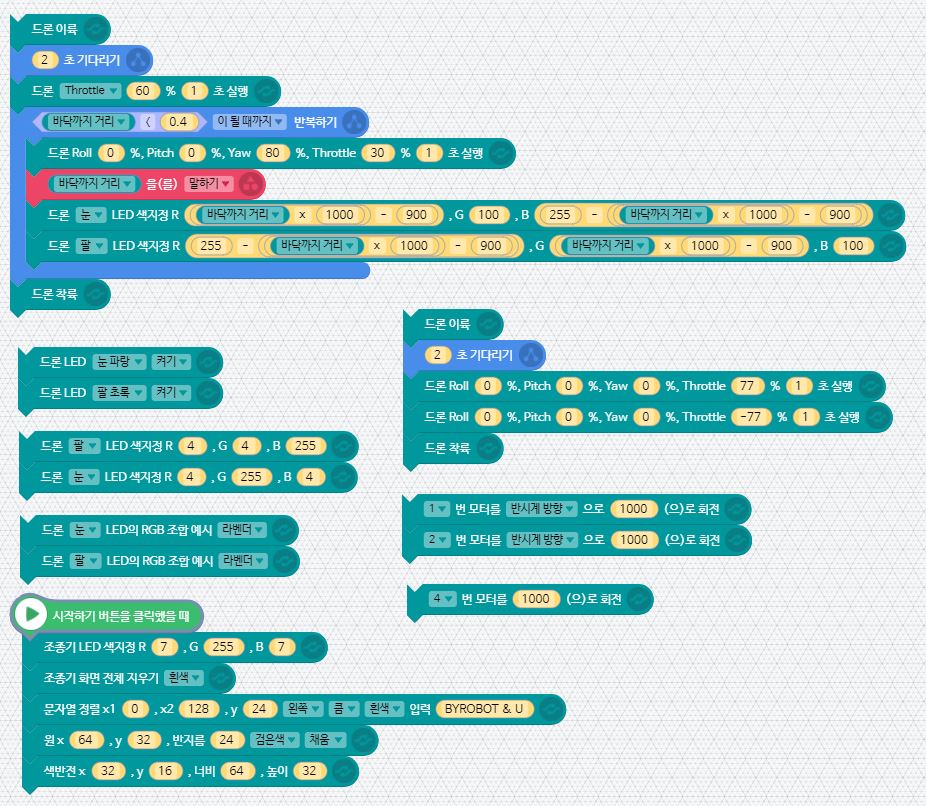 드론 이륙
2 초 기다리기
드론 Throttle 60 % 1 초 실행
바닥까지 거리 < 0.4 이 될 때까지 반복하기
드론 Roll 0 %, Pitch 0 %, Yaw 80 %, Throttle 30 % 1 초 실행
바닥까지 거리 을(를) 말하기
드론 눈 LED 색지정 R 바닥까지 거리 x 1000 - 900 , G 100 , B 255 - 바닥까지 거리 x 1000 - 900
드론 팔 LED 색지정 R 255 - 바닥까지 거리 x 1000 - 900 , G 바닥까지 거리 x 1000 - 900 , B 100
드론 착륙
드론 LED 눈 파랑 켜기
드론 LED 팔 초록 켜기
드론 팔 LED 색지정 R 4 , G 4 , B 255
드론 눈 LED 색지정 R 4 , G 255 , B 4
드론 눈 LED의 RGB 조합 예시 라벤더
드론 팔 LED의 RGB 조합 예시 라벤더
시작하기 버튼을 클릭했을 때
조종기 LED 색지정 R 7 , G 255 , B 7
조종기 화면 전체 지우기 흰색
문자열 정렬 x1 0 , x2 128 , y 24 왼쪽 큼 흰색 입력 BYROBOT & U
원 x 64 , y 32 , 반지름 24 검은색 채움
색반전 x 32 , y 16 , 너비 64 , 높이 32
드론 이륙
2 초 기다리기
드론 Roll 0 %, Pitch 0 %, Yaw 0 %, Throttle 77 % 1 초 실행
드론 Roll 0 %, Pitch 0 %, Yaw 0 %, Throttle -77 % 1 초 실행
드론 착륙
1 번 모터를 반시계 방향 으로 1000 (으)로 회전
2 번 모터를 반시계 방향 으로 1000 (으)로 회전
4 번 모터를 1000 (으)로 회전